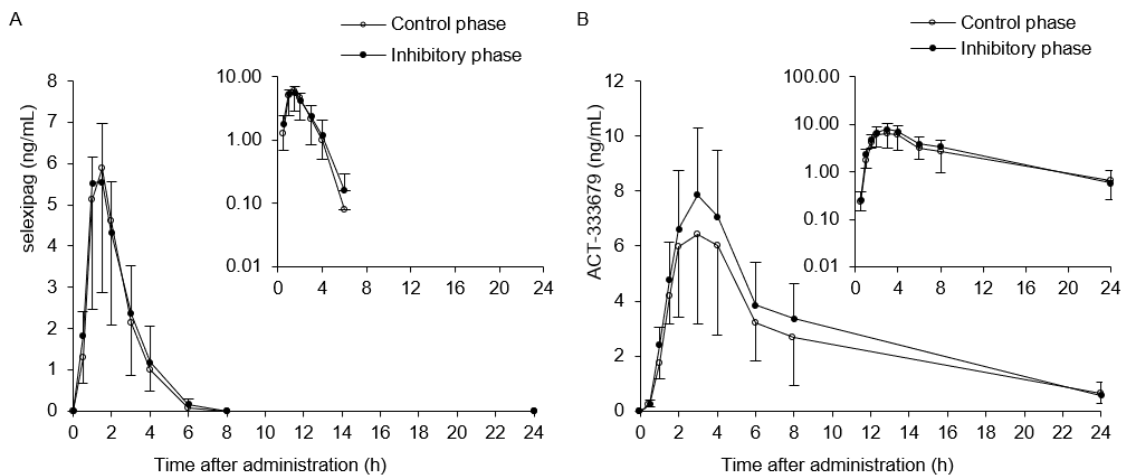 A
Control phase
Inhibitory phase
selexipag (ng/mL)
8
7
6
5
4
3
2
1
0
0 2 4 6 8 10 12 14 16 18 20 22 24
Time after administration (h)
10.00
1.00
0.10
0.01
0 4 8 12 16 20 24
B
Control phase
Inhibitory phase
ACT-333679 (ng/mL)
12
10
8
6
4
2
0
0 2 4 6 8 10 12 14 16 18 20 22 24
Time after administration (h)
100.00
10.00
1.00
0.10
0.01
0 4 8 12 16 20 24